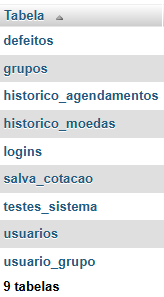 Tabela
defeitos
grupos
historico_agendamentos
historico_moedas
logins
salva_cotacao
testes_sistema
usuarios
usuario_grupo
9 tabelas